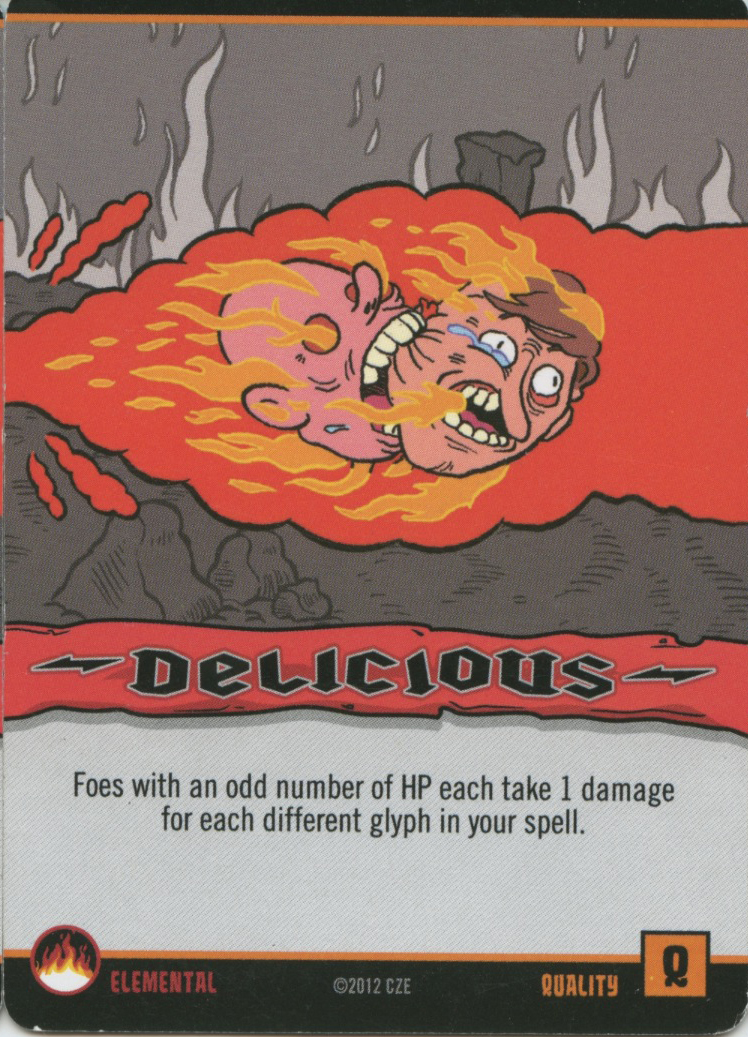 Delicious
Foes with an odd number of HP each take 1 damage
for each different glyph in your spell.
ELEMENTAL ©2012 CZE QUALITY Q